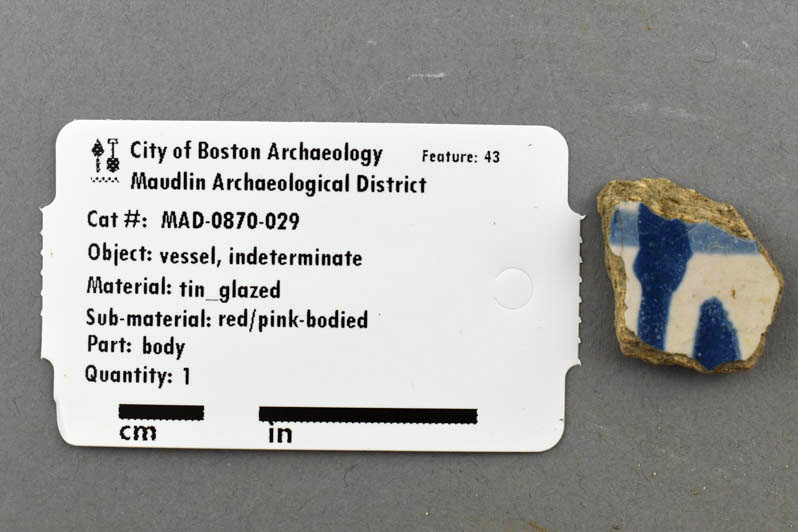 City of Boston Archaeology Feature: 43
Maudlin Archaeological District
Cat #: MAD-0870-029
Object: vessel, indeterminate
Material: tin_glazed
Sub-material: red/pink-bodied
Part: body
Quantity: 1
cm in